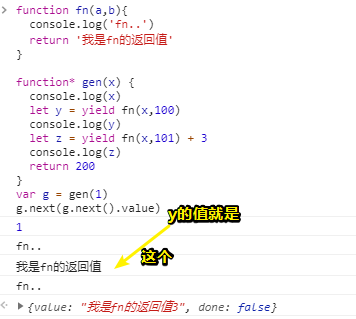 function fn(a,b){
console.log('fn..')
return '我是fn的返回值'
}
function* gen(x) {
console.log(x)
let y = yield fn(x,100)
console.log(y)
let z = yield fn(x,101) + 3
console.log(z)
return 200
}
var g = gen(1)
g.next(g.next().value)
y的值就是
1
fn..
这个
我是fn的返回值
fn..
{value: "我是fn的返回值3", done: false}